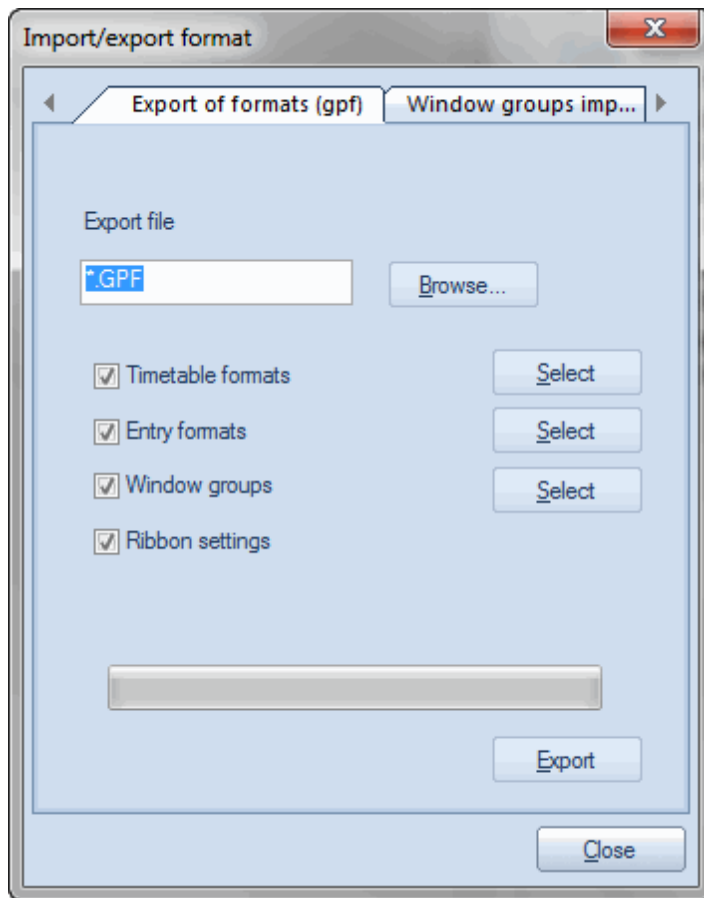 Import/export format
Export of formats (gpf) Window groups imp...
Export file
*.GPF Browse...
Timetable formats Select
Entry formats Select
Window groups Select
Ribbon settings
Export
Close